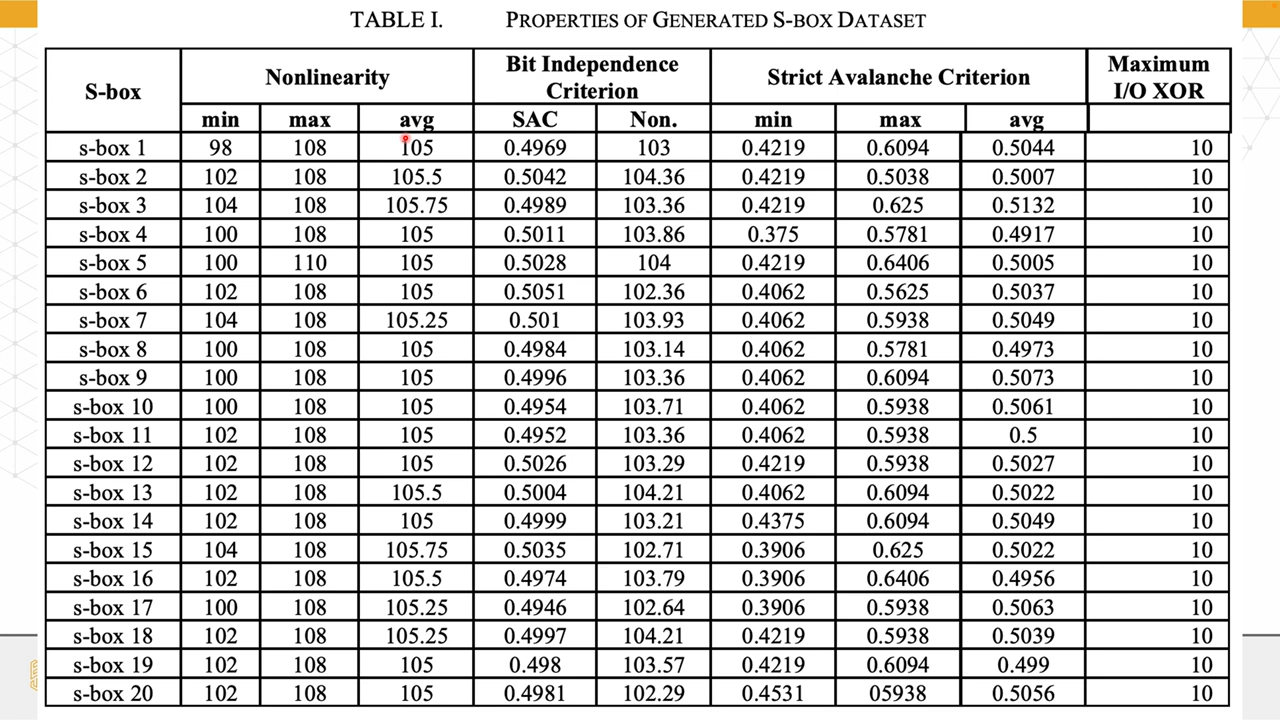 TABLE I. PROPERTIES OF GENERATED S-BOX DATASET
S-box Nonlinearity Bit Independence Criterion Strict Avalanche Criterion Maximum I/O XOR
min max avg SAC Non. min max avg
s-box 1 98 108 105 0.4969 103 0.4219 0.6094 0.5044 10
s-box 2 102 108 105.5 0.5042 104.36 0.4219 0.5038 0.5007 10
s-box 3 104 108 105.75 0.4989 103.36 0.4219 0.625 0.5132 10
s-box 4 100 108 105 0.5011 103.86 0.375 0.5781 0.4917 10
s-box 5 100 110 105 0.5028 104 0.4219 0.6406 0.5005 10
s-box 6 102 108 105 0.5051 102.36 0.4062 0.5625 0.5037 10
s-box 7 104 108 105.25 0.501 103.93 0.4062 0.5938 0.5049 10
s-box 8 100 108 105 0.4984 103.14 0.4062 0.5781 0.4973 10
s-box 9 100 108 105 0.4996 103.36 0.4062 0.6094 0.5073 10
s-box 10 100 108 105 0.4954 103.71 0.4062 0.5938 0.5061 10
s-box 11 102 108 105 0.4952 103.36 0.4062 0.5938 0.5 10
s-box 12 102 108 105 0.5026 103.29 0.4219 0.5938 0.5027 10
s-box 13 102 108 105.5 0.5004 104.21 0.4062 0.6094 0.5022 10
s-box 14 102 108 105 0.4999 103.21 0.4375 0.6094 0.5049 10
s-box 15 104 108 105.75 0.5035 102.71 0.3906 0.625 0.5022 10
s-box 16 102 108 105.5 0.4974 103.79 0.3906 0.6406 0.4956 10
s-box 17 100 108 105.25 0.4946 102.64 0.3906 0.5938 0.5063 10
s-box 18 102 108 105.25 0.4997 104.21 0.4219 0.5938 0.5039 10
s-box 19 102 108 105 0.498 103.57 0.4219 0.6094 0.499 10
s-box 20 102 108 105 0.4981 102.29 0.4531 05938 0.5056 10